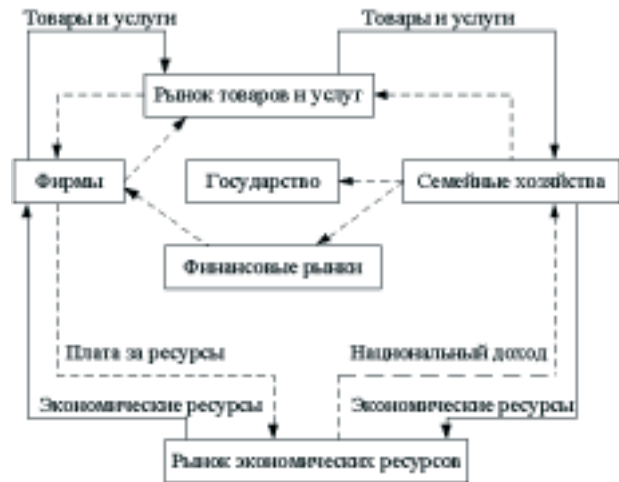 Товары и услуги
Товары и услуги
Рынок товаров и услуг
Фирмы
Государство
Семейные хозяйства
Финансовые рынки
Плата за ресурсы
Национальный доход
Экономические ресурсы
Экономические ресурсы
Рынок экономических ресурсов